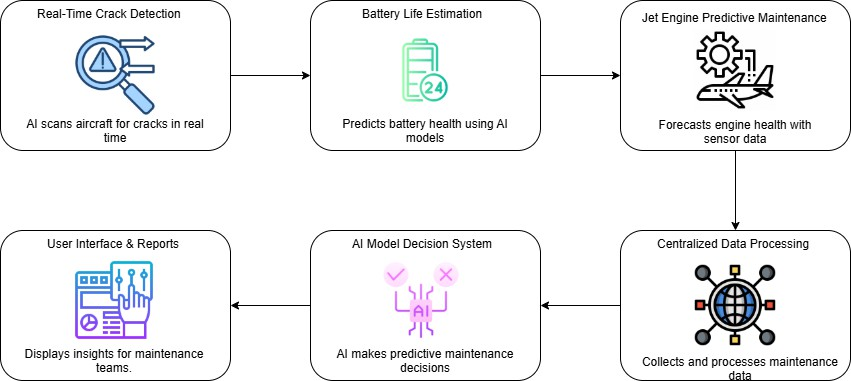 Real-Time Crack Detection
AI scans aircraft for cracks in real
time
Battery Life Estimation
24
Predicts battery health using AI
models
Jet Engine Predictive Maintenance
Forecasts engine health with
sensor data
User Interface & Reports
Displays insights for maintenance
teams.
AI Model Decision System
AI
AI makes predictive maintenance
decisions
Centralized Data Processing
Collects and processes maintenance
data